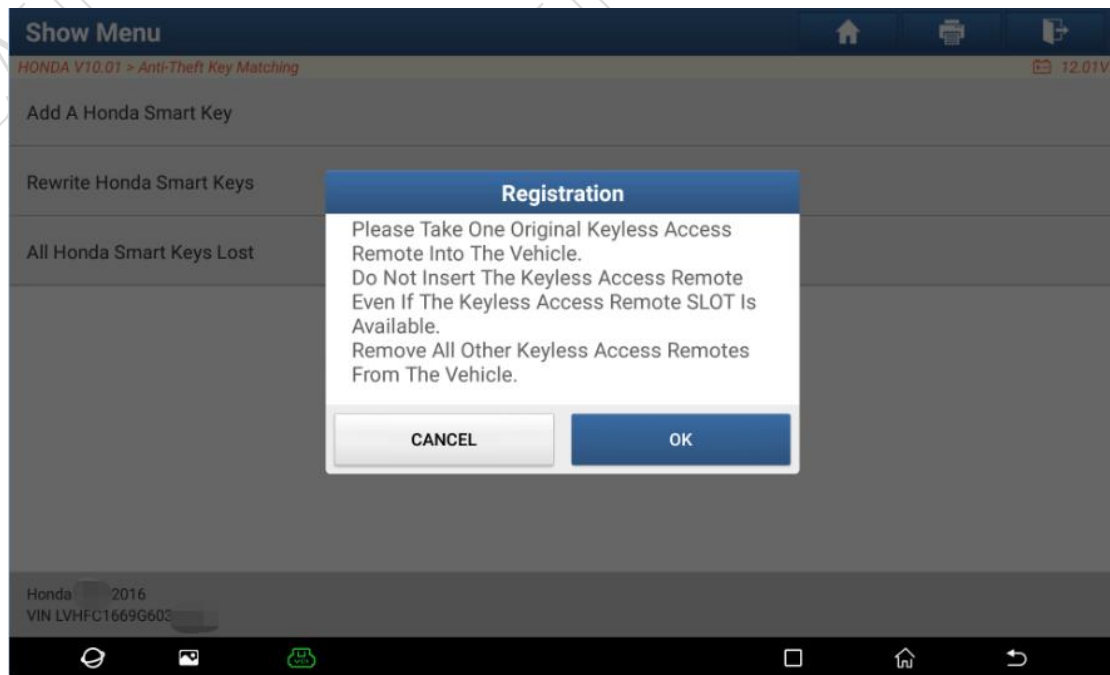 Show Menu
HONDA V10.01 > Anti-Theft Key Matching
12.01V
Add A Honda Smart Key
Rewrite Honda Smart Keys
All Honda Smart Keys Lost
Registration
Please Take One Original Keyless Access
Remote Into The Vehicle.
Do Not Insert The Keyless Access Remote
Even If The Keyless Access Remote SLOT Is
Available.
Remove All Other Keyless Access Remotes
From The Vehicle.
CANCEL
OK
Honda 2016
VIN LVHFC1669G603
VCI